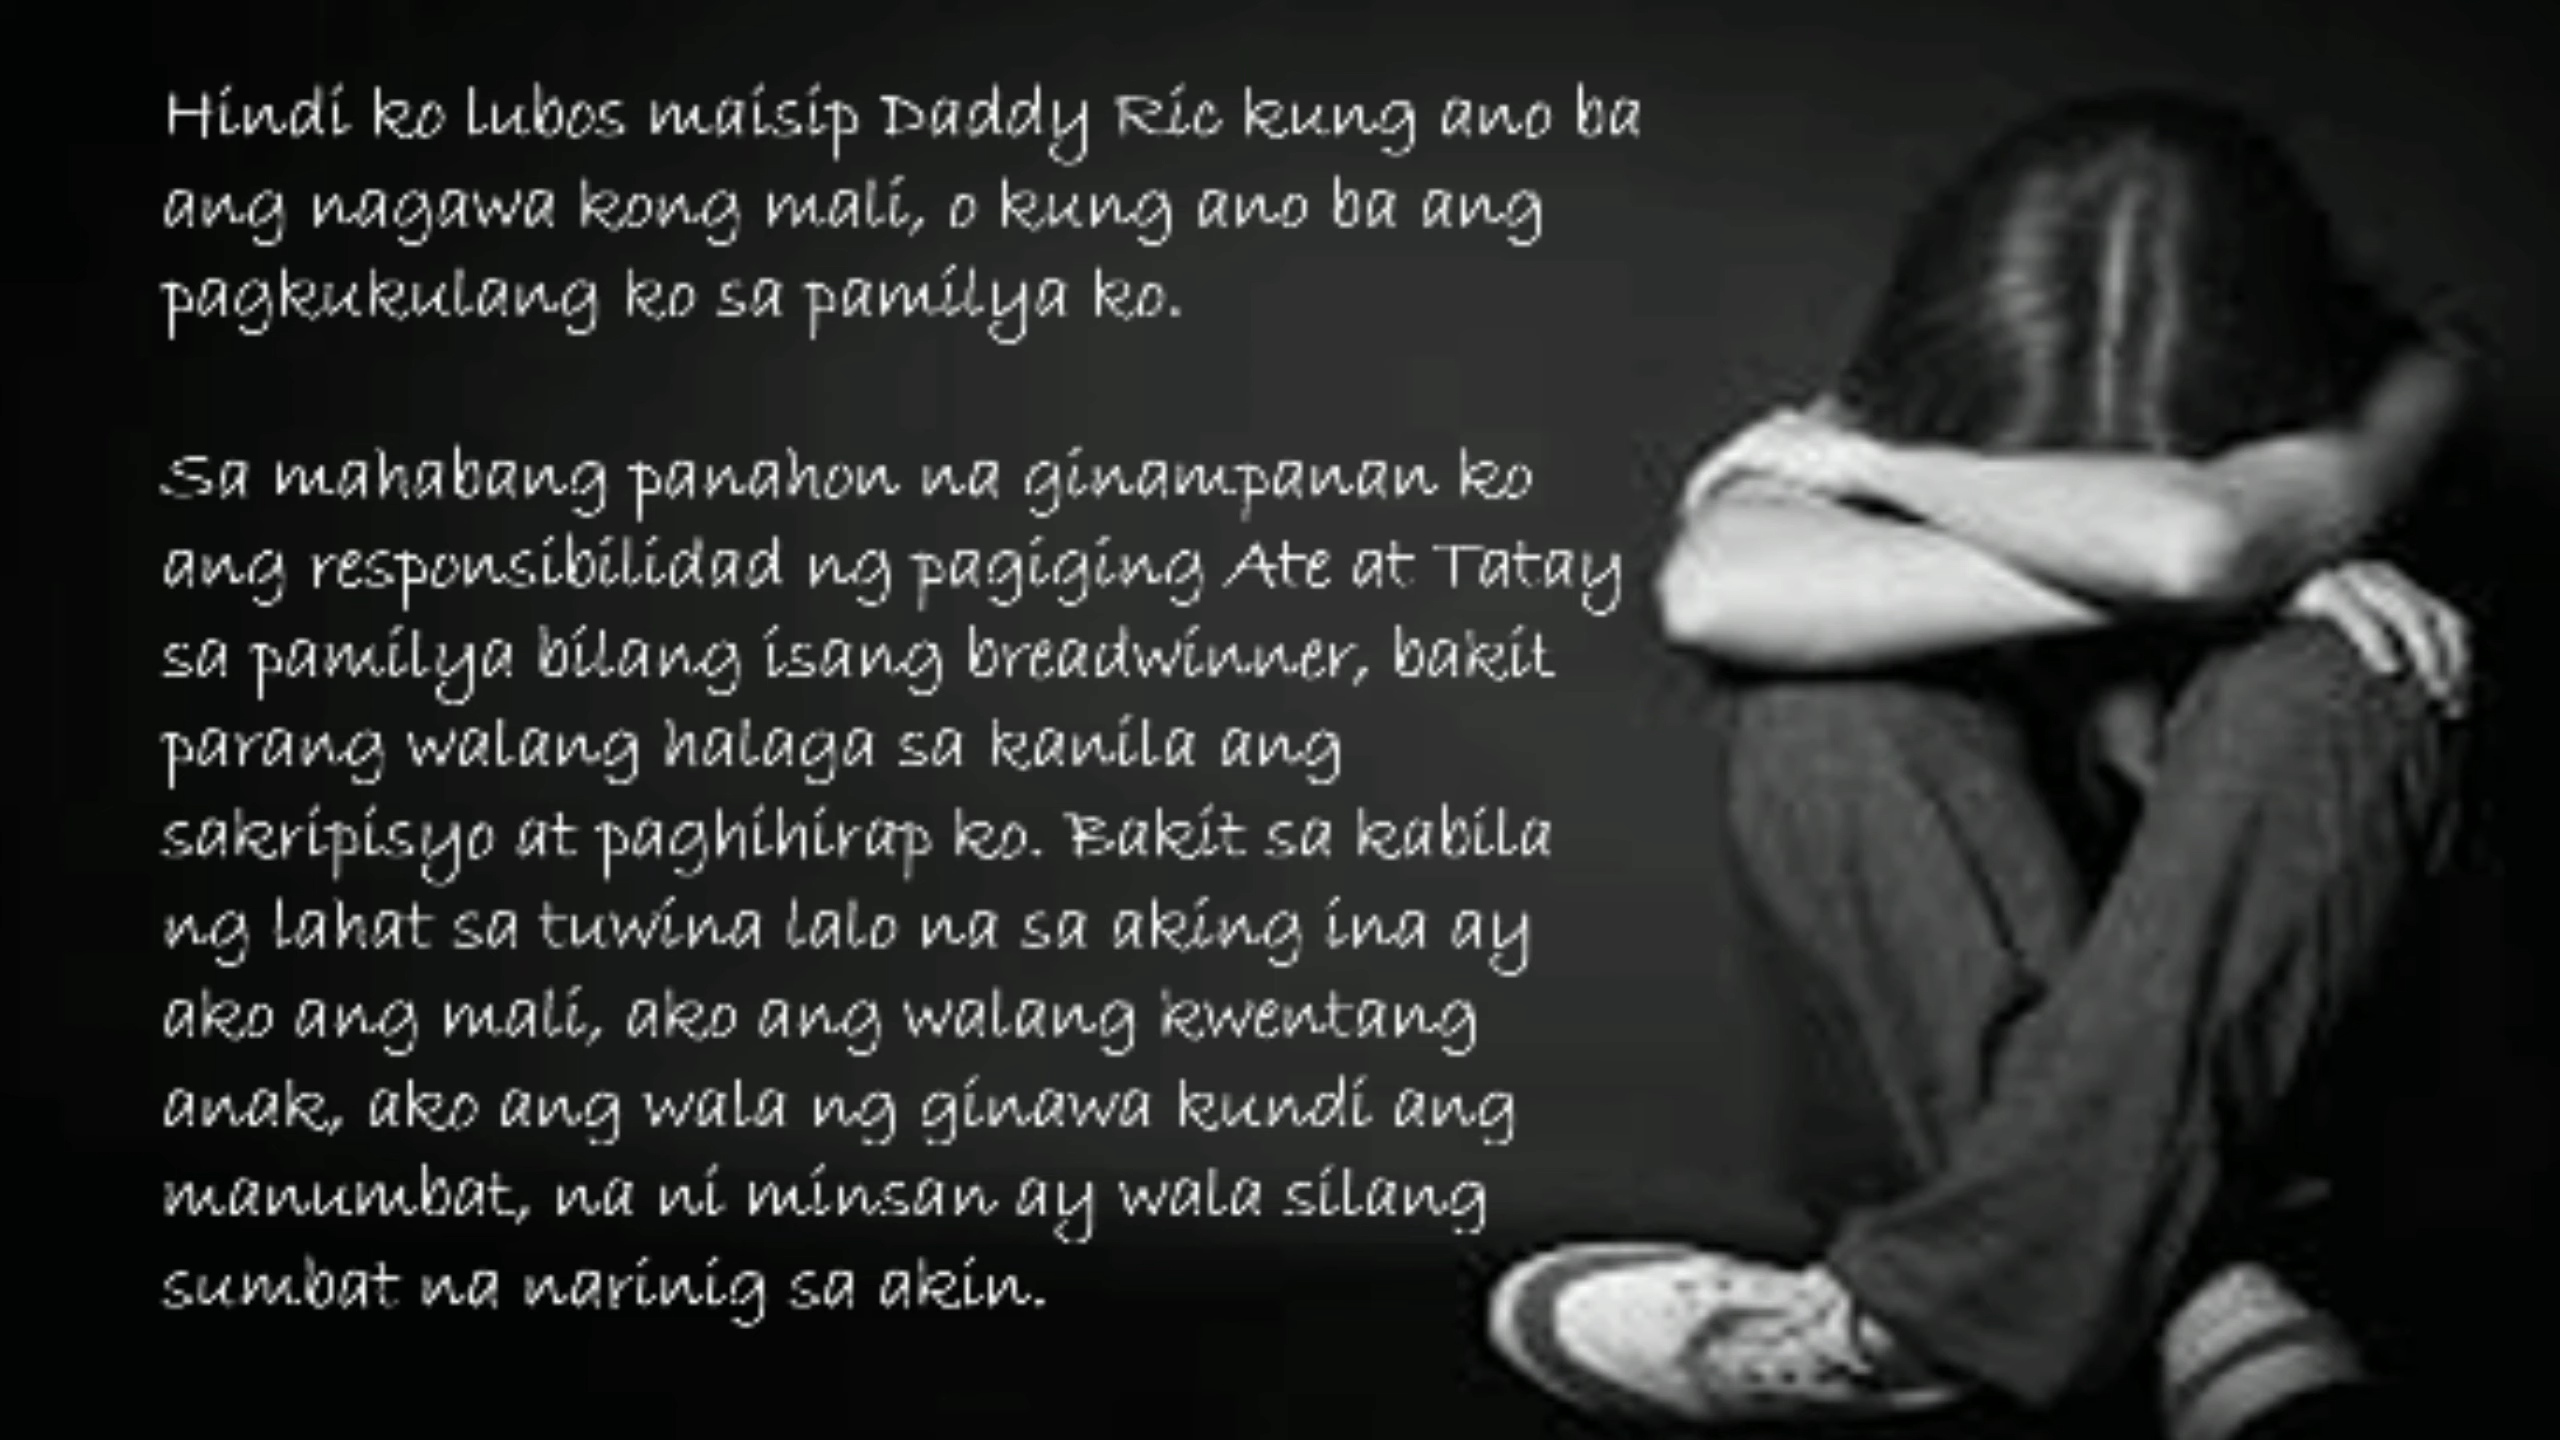 Hindi ko lubos maisip Daddy Ric kung ano ba
ang nagawa kong mali, o kung ano ba ang
pagkukulang ko sa pamilya ko.
Sa mahabang panahon na ginampanan ko
ang responsibilidad ng pagiging Ate at Tatay
sa pamilya bilang isang breadwinner, bakit
parang walang halaga sa kanila ang
sakripisyo at paghihirap ko. Bakit sa kabila
ng lahat sa tuwina lalo na sa aking ina ay
ako ang mali, ako ang walang kwentang
anak, ako ang wala ng ginawa kundi ang
manumbat, na ni minsan ay wala silang
sumbat na narinig sa akin.